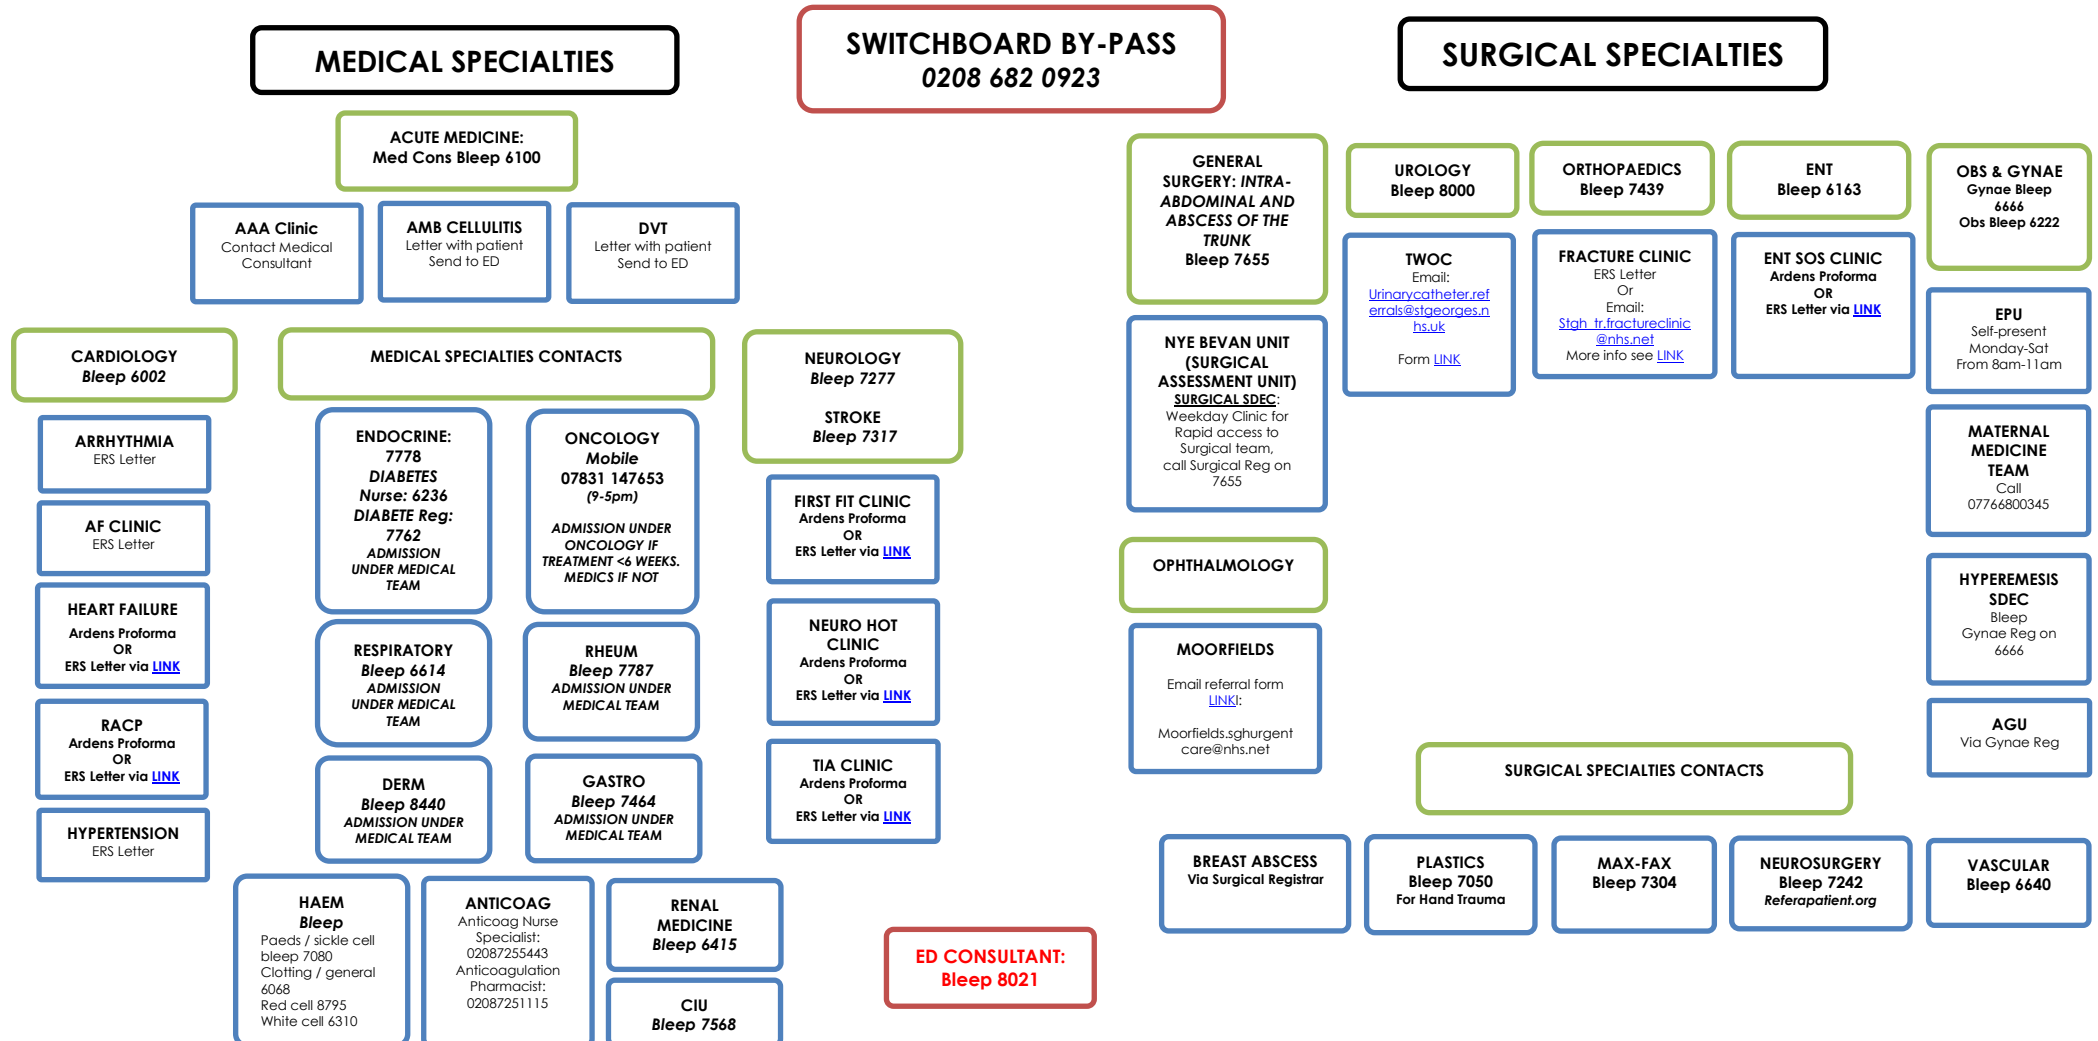 MEDICAL SPECIALTIES
SWITCHBOARD BY-PASS
0208 682 0923
SURGICAL SPECIALTIES
ACUTE MEDICINE:
Med Cons Bleep 6100
AAA Clinic
Contact Medical
Consultant
AMB CELLULITIS
Letter with patient
Send to ED
DVT
Letter with patient
Send to ED
CARDIOLOGY
Bleep 6002
ARRHYTHMIA
ERS Letter
AF CLINIC
ERS Letter
HEART FAILURE
Ardens Proforma
OR
ERS Letter via LINK
RACP
Ardens Proforma
OR
ERS Letter via LINK
HYPERTENSION
ERS Letter
MEDICAL SPECIALTIES CONTACTS
ENDOCRINE:
7778
DIABETES
Nurse: 6236
DIABETE Reg:
7762
ADMISSION
UNDER MEDICAL
TEAM
ONCOLOGY
Mobile
07831 147653
(9-5pm)
ADMISSION UNDER
ONCOLOGY IF
TREATMENT <6 WEEKS.
MEDICS IF NOT
RESPIRATORY
Bleep 6614
ADMISSION
UNDER MEDICAL
TEAM
RHEUM
Bleep 7787
ADMISSION UNDER
MEDICAL TEAM
DERM
Bleep 8440
ADMISSION UNDER
MEDICAL TEAM
GASTRO
Bleep 7464
ADMISSION UNDER
MEDICAL TEAM
HAEM
Bleep
Paeds / sickle cell
bleep 7080
Clotting / general
6068
Red cell 8795
White cell 6310
ANTICOAG
Anticoag Nurse
Specialist:
02087255443
Anticoagulation
Pharmacist:
02087251115
RENAL
MEDICINE
Bleep 6415
CIU
Bleep 7568
NEUROLOGY
Bleep 7277
STROKE
Bleep 7317
FIRST FIT CLINIC
Ardens Proforma
OR
ERS Letter via LINK
NEURO HOT
CLINIC
Ardens Proforma
OR
ERS Letter via LINK
TIA CLINIC
Ardens Proforma
OR
ERS Letter via LINK
ED CONSULTANT:
Bleep 8021
GENERAL
SURGERY: INTRA-
ABDOMINAL AND
ABSCESS OF THE
TRUNK
Bleep 7655
NYE BEVAN UNIT
(SURGICAL
ASSESSMENT UNIT)
SURGICAL SDEC:
Weekday Clinic for
Rapid access to
Surgical team,
call Surgical Reg on
7655
OPHTHALMOLOGY
MOORFIELDS
Email referral form
LINKl:
Moorfields.sghurgent
care@nhs.net
UROLOGY
Bleep 8000
TWOC
Email:
Urinarycatheter.ref
errals@stgeorges.n
hs.uk
Form LINK
ORTHOPAEDICS
Bleep 7439
FRACTURE CLINIC
ERS Letter
Or
Email:
Stgh_tr.fractureclinic
@nhs.net
More info see LINK
ENT
Bleep 6163
ENT SOS CLINIC
Ardens Proforma
OR
ERS Letter via LINK
OBS & GYNAE
Gynae Bleep
6666
Obs Bleep 6222
EPU
Self-present
Monday-Sat
From 8am-11am
MATERNAL
MEDICINE
TEAM
Call
07766800345
HYPEREMESIS
SDEC
Bleep
Gynae Reg on
6666
AGU
Via Gynae Reg
SURGICAL SPECIALTIES CONTACTS
BREAST ABSCESS
Via Surgical Registrar
PLASTICS
Bleep 7050
For Hand Trauma
MAX-FAX
Bleep 7304
NEUROSURGERY
Bleep 7242
Referapatient.org
VASCULAR
Bleep 6640